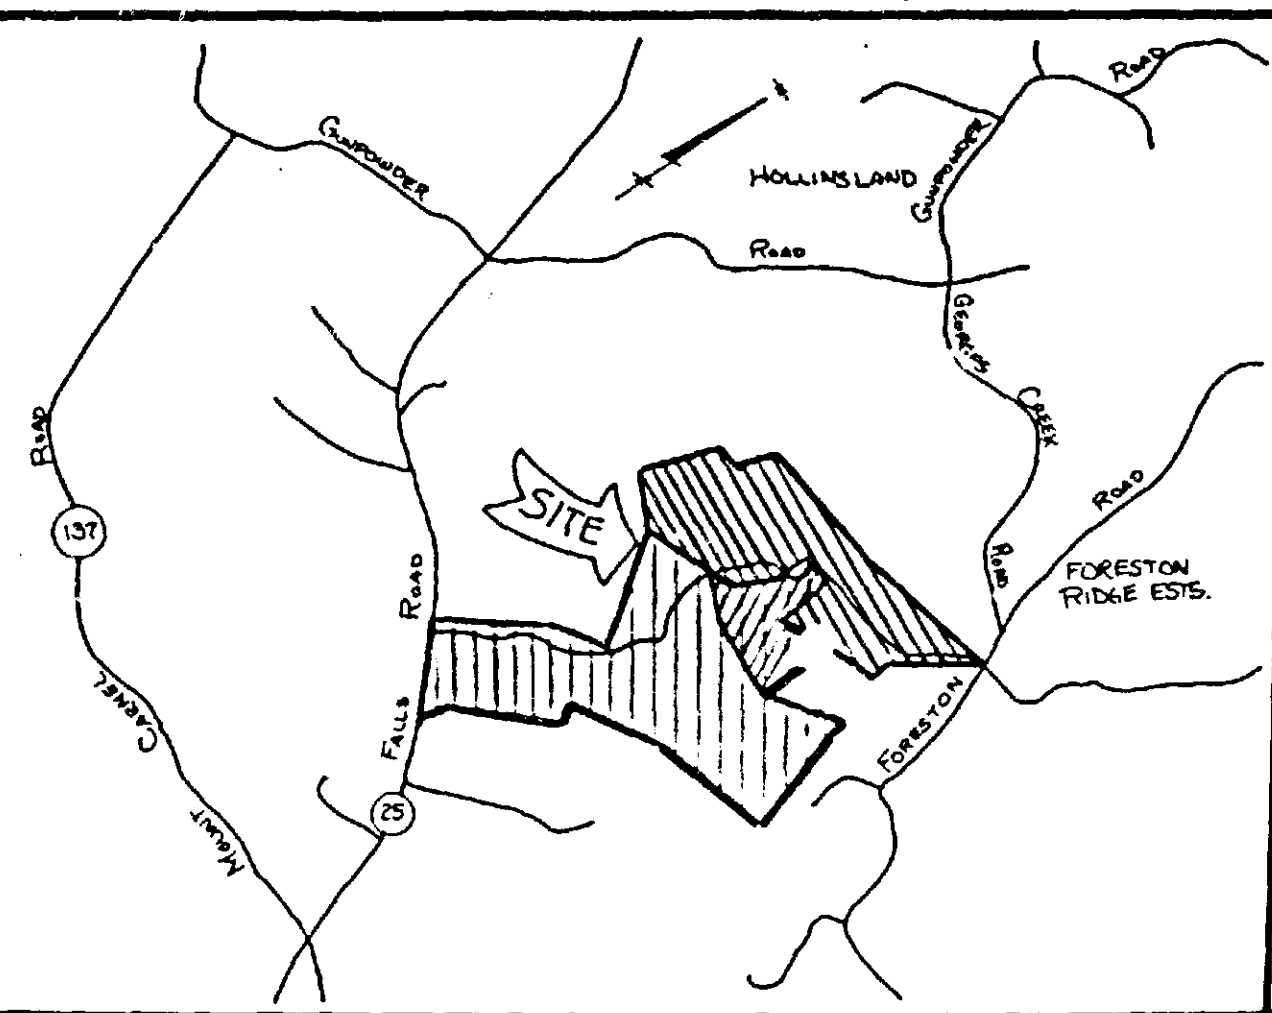 ROAD
GUNPOWDER
GUNPOWDER
HOLLINSLAND
ROAD
GEORGES
CREEK
ROAD
ROAD
137
SITE
ROAD
ROAD
FORESTON
RIDGE ESTS.
CARMEL
FALLS
FORESTON
25
MOUNT